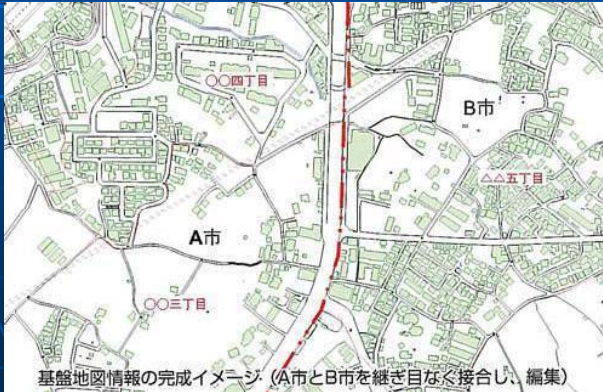 ○○四丁目
B市
△△五丁目
A市
○○三丁目
基盤地図情報の完成イメージ（A市とB市を継ぎ目なく接合し、編集）